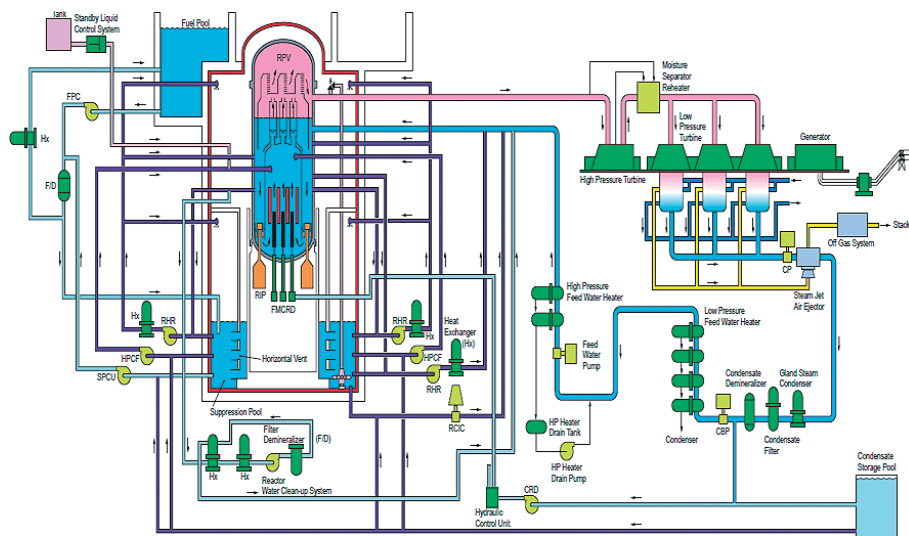 Tank
Standby Liquid
Control System
Fuel Pool
RPV
FPC
Hx
F/D
Moisture
Separator
Reheater
Low
Pressure
Turbine
Generator
High Pressure Turbine
Stack
Off Gas System
CP
Steam Jet
Air Ejector
RIP
FMCRD
High Pressure
Feed Water Heater
Low Pressure
Feed Water Heater
Hx
RHR
RHR
Hx
Heat
Exchanger
(Hx)
Feed
Water
Pump
HPCF
Horizontal Vent
HPCF
SPCU
RHR
Suppression Pool
RCIC
Condensate
Demineralizer
Gland Steam
Condenser
CBP
Condenser
Condensate
Filter
Filter
Demineralizer
(F/D)
HP Heater
Drain Tank
HP Heater
Drain Pump
Hx
Hx
Reactor
Water Clean-up System
Condensate
Storage Pool
CRD
Hydraulic
Control Unit